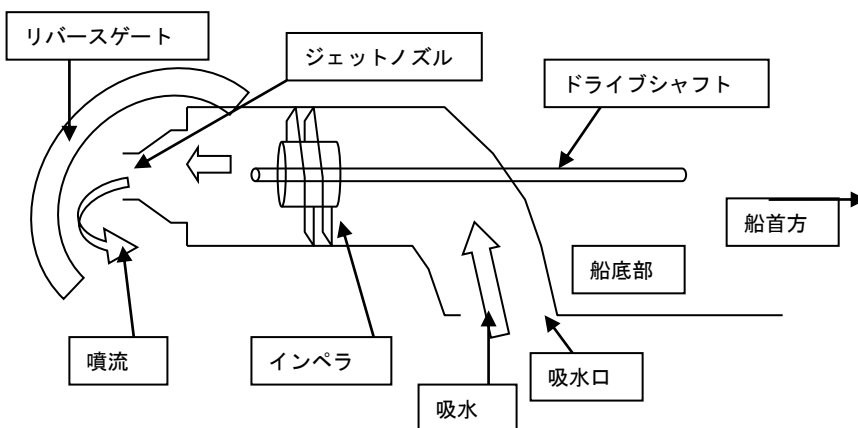 リバースゲート
ジェットノズル
ドライブシャフト
船首方
船底部
噴流
インペラ
吸水口
吸水